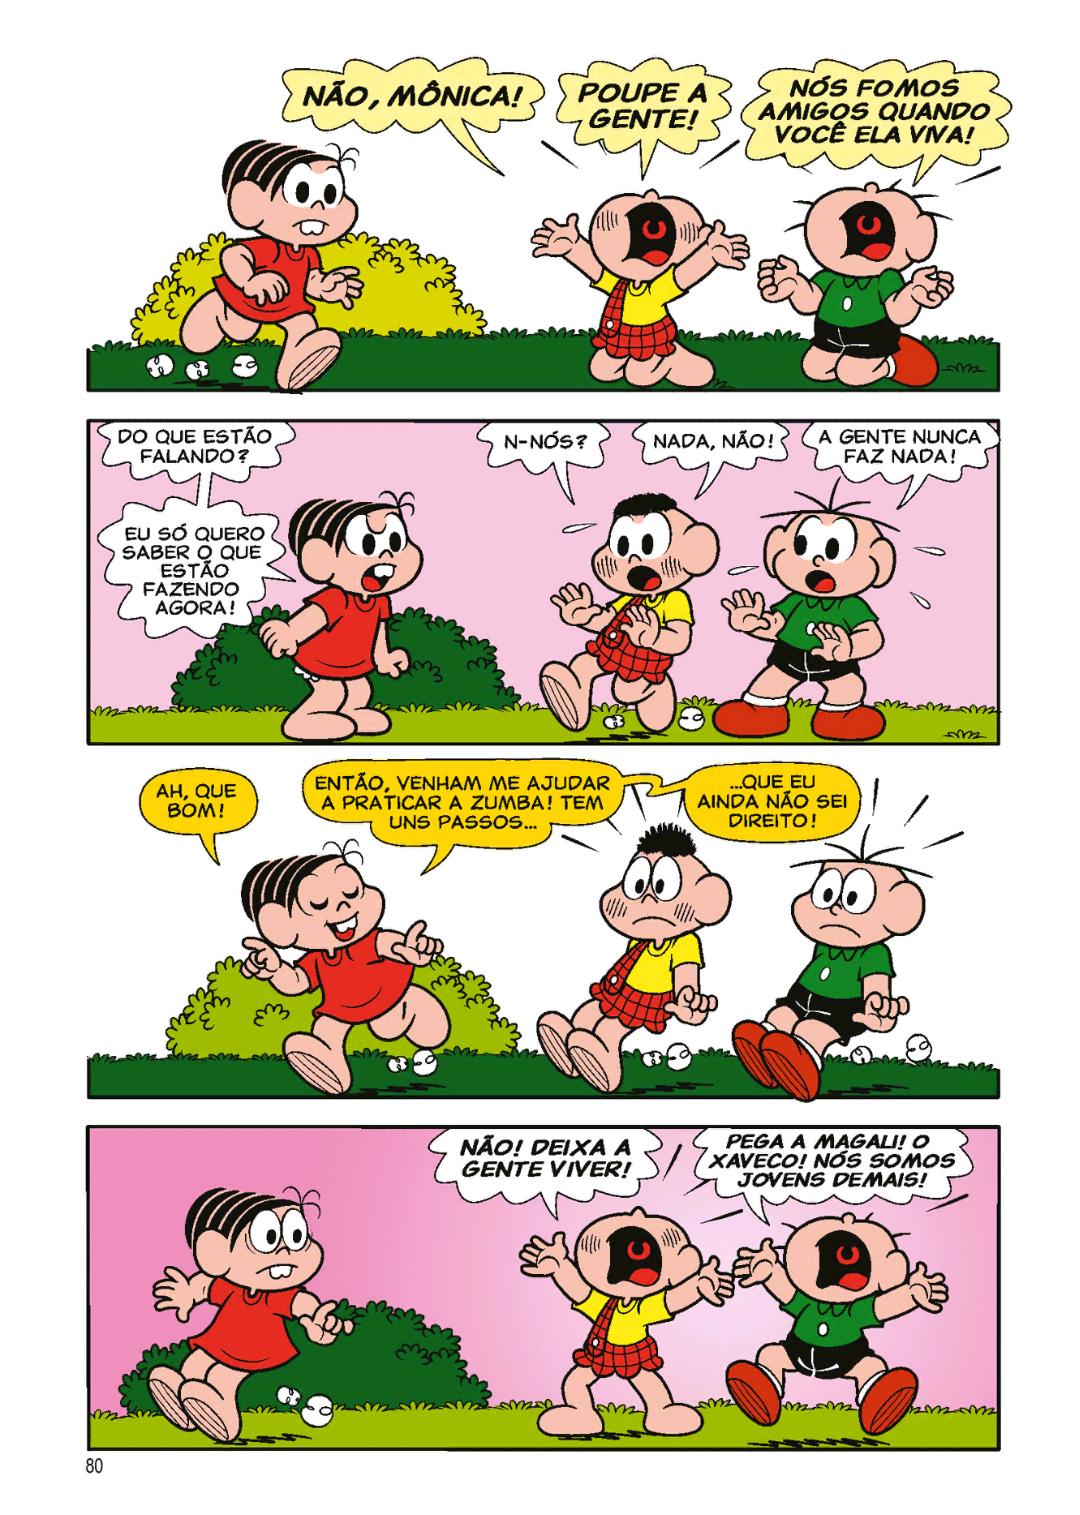 NÃO, MÔNICA!
POUPE A
GENTE!
NÓS FOMOS
AMIGOS QUANDO
VOCÊ ELA VIVA!
DO QUE ESTÃO
FALANDO?
EU SÓ QUERO
SABER O QUE
ESTÃO
FAZENDO
AGORA!
N-NÓS?
NADA, NÃO!
A GENTE NUNCA
FAZ NADA!
AH, QUE
BOM!
ENTÃO, VENHAM ME AJUDAR
A PRATICAR A ZUMBA! TEM
UNS PASSOS...
...QUE EU
AINDA NÃO SEI
DIREITO!
NÃO! DEIXA A
GENTE VIVER!
PEGA A MAGALI! O
XAVECO! NÓS SOMOS
JOVENS DEMAIS!
80